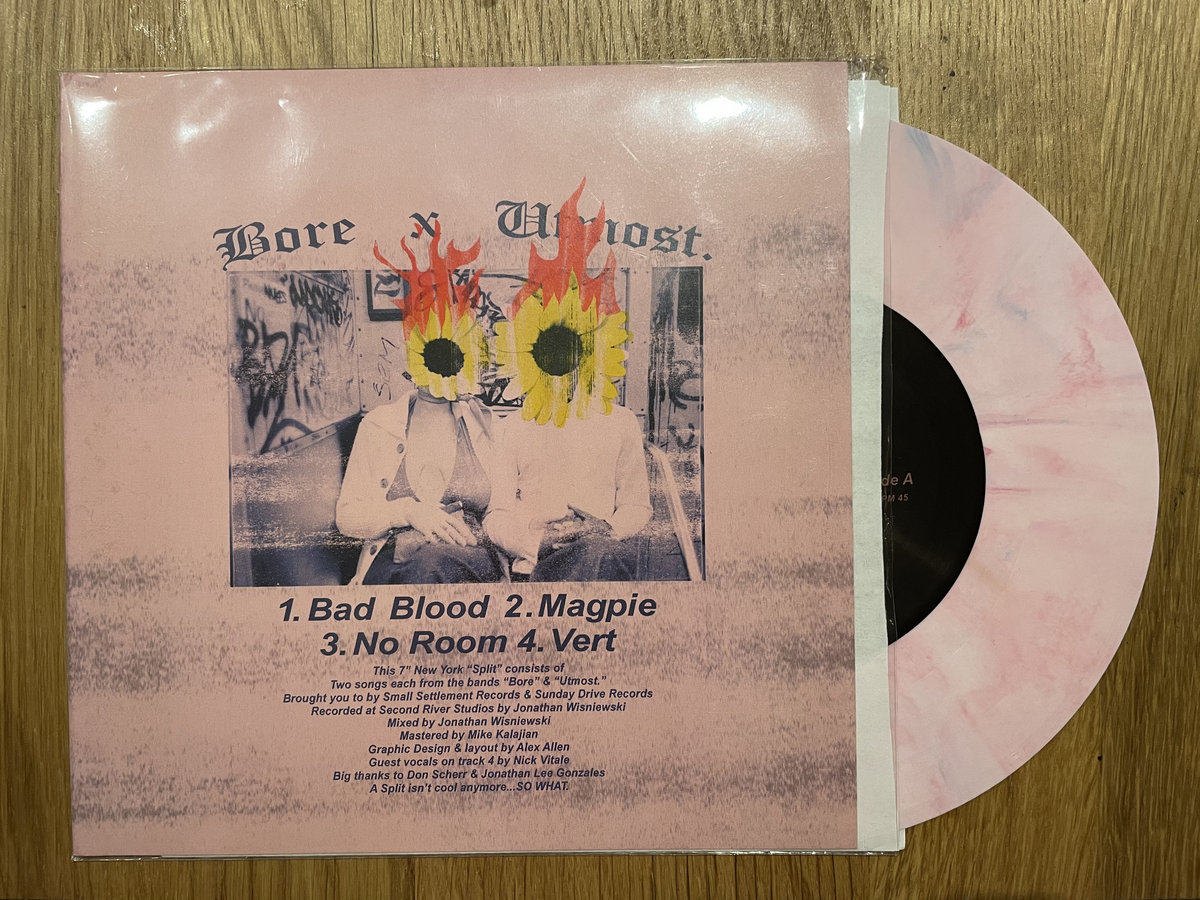 Bore x Utmost.
1. Bad Blood 2. Magpie
3. No Room 4. Vert
This 7" New York "Split" consists of
Two songs each from the bands "Bore" & "Utmost."
Brought you to by Small Settlement Records & Sunday Drive Records
Recorded at Second River Studios by Jonathan Wisniewski
Mixed by Jonathan Wisniewski
Mastered by Mike Kalajian
Graphic Design & layout by Alex Allen
Guest vocals on track 4 by Nick Vitale
Big thanks to Don Scherr & Jonathan Lee Gonzales
A Split isn't cool anymore...SO WHAT.
de A
PM 45